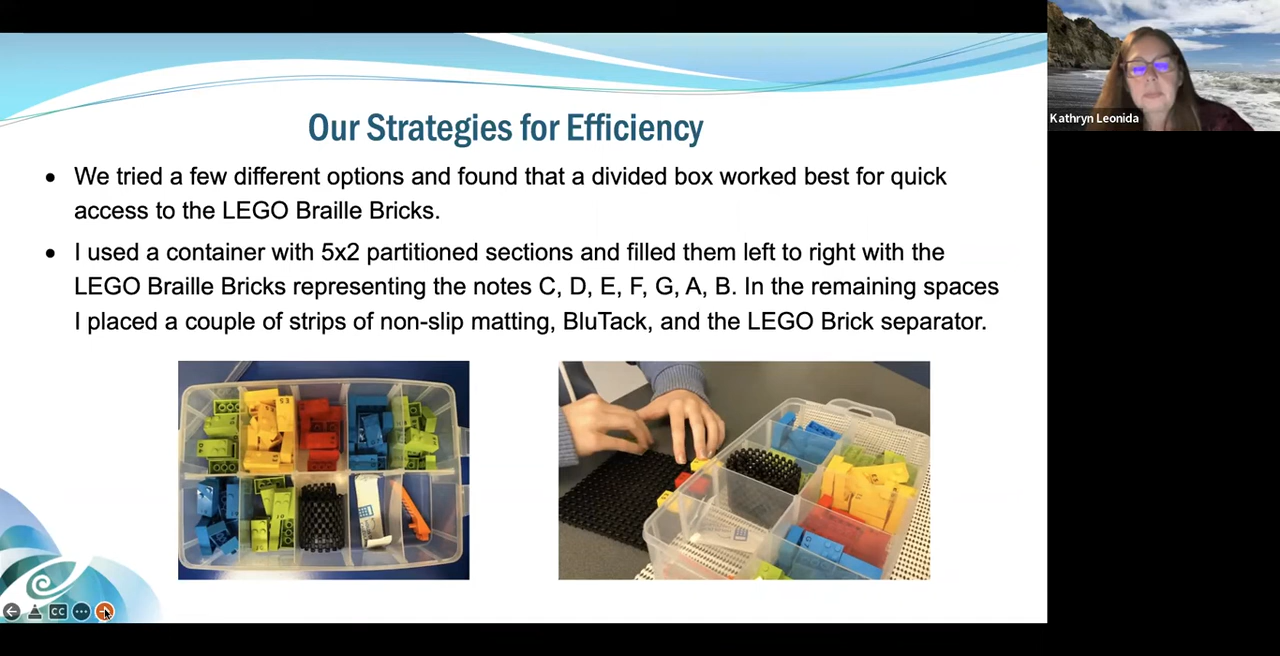 Our Strategies for Efficiency
• We tried a few different options and found that a divided box worked best for quick
access to the LEGO Braille Bricks.
• I used a container with 5x2 partitioned sections and filled them left to right with the
LEGO Braille Bricks representing the notes C, D, E, F, G, A, B. In the remaining spaces
I placed a couple of strips of non-slip matting, BluTack, and the LEGO Brick separator.
Kathryn Leonida
CC